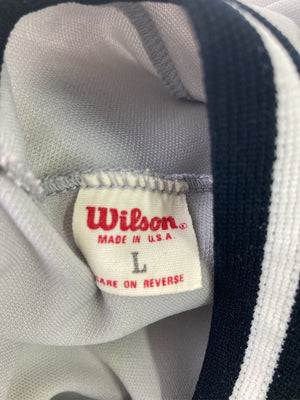 Wilson®
MADE IN U.S.A.
L
CARE ON REVERSE